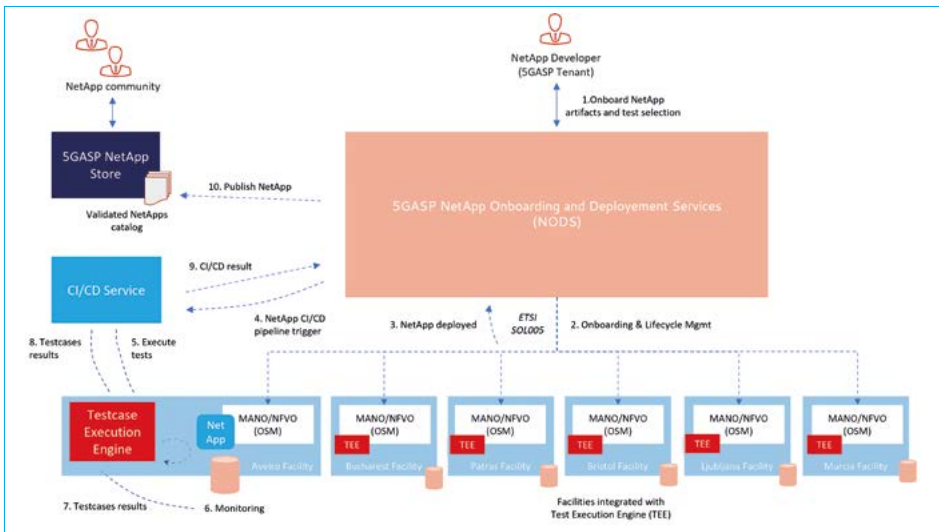 NetApp community
NetApp Developer
(5GASP Tenant)
1.Onboard NetApp
artifacts and test selection
5GASP NetApp
Store
Validated NetApps
catalog
10. Publish NetApp
5GASP NetApp Onboarding and Deployement Services
(NODS)
9. CI/CD result
CI/CD Service
4. NetApp CI/CD
pipeline trigger
3. NetApp deployed
ETSI
SOL005
2. Onboarding & Lifecycle Mgmt
8. Testcases
results
5. Execute
tests
Testcase
Execution
Engine
Net
App
MANO/NFVO
(OSM)
Aveiro Facility
MANO/NFVO
(OSM)
TEE
Bucharest Facility
MANO/NFVO
(OSM)
TEE
Patras Facility
MANO/NFVO
(OSM)
TEE
Bristol Facility
MANO/NFVO
(OSM)
TEE
Ljubljana Facility
MANO/NFVO
(OSM)
TEE
Murcia Facility
7. Testcases results
6. Monitoring
Facilities integrated with
Test Execution Engine (TEE)